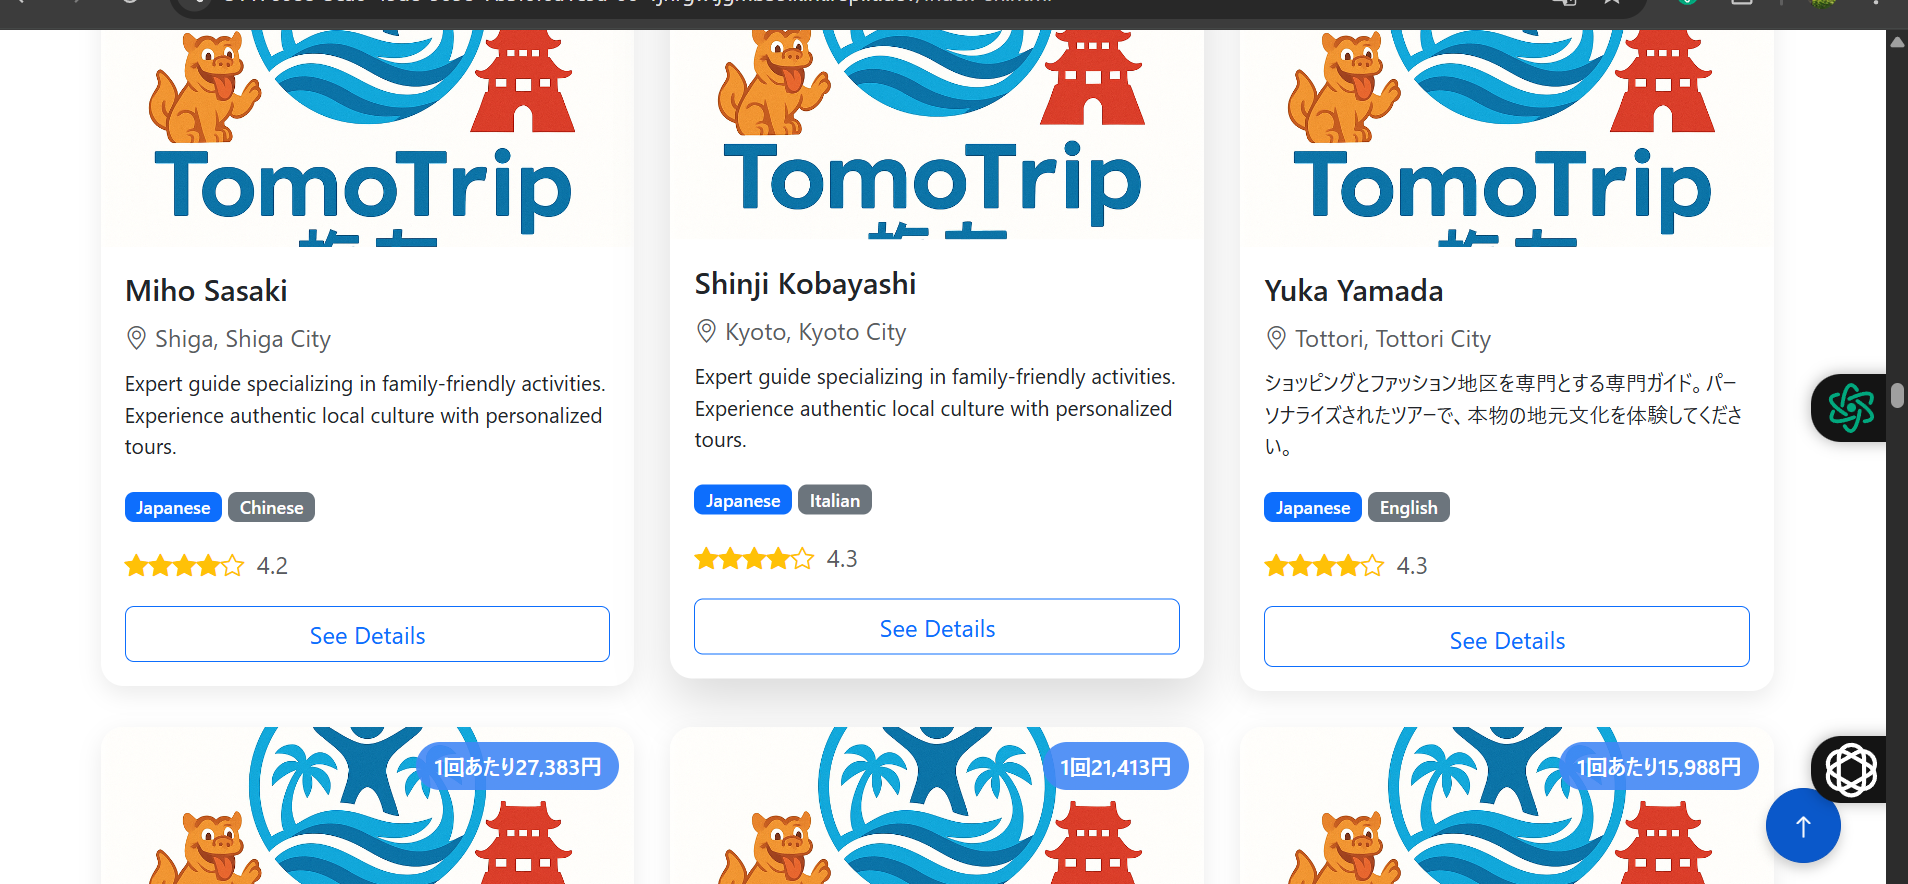 TomoTrip
Miho Sasaki
Shiga, Shiga City
Expert guide specializing in family-friendly activities.
Experience authentic local culture with personalized
tours.
Japanese Chinese
4.2
See Details
TomoTrip
Shinji Kobayashi
Kyoto, Kyoto City
Expert guide specializing in family-friendly activities.
Experience authentic local culture with personalized
tours.
Japanese Italian
4.3
See Details
TomoTrip
Yuka Yamada
Tottori, Tottori City
ショッピングとファッション地区を専門とする専門ガイド。パー
ソナライズされたツアーで、本物の地元文化を体験してくださ
い。
Japanese English
4.3
See Details
1回あたり27,383円
1回21,413円
1回あたり15,988円